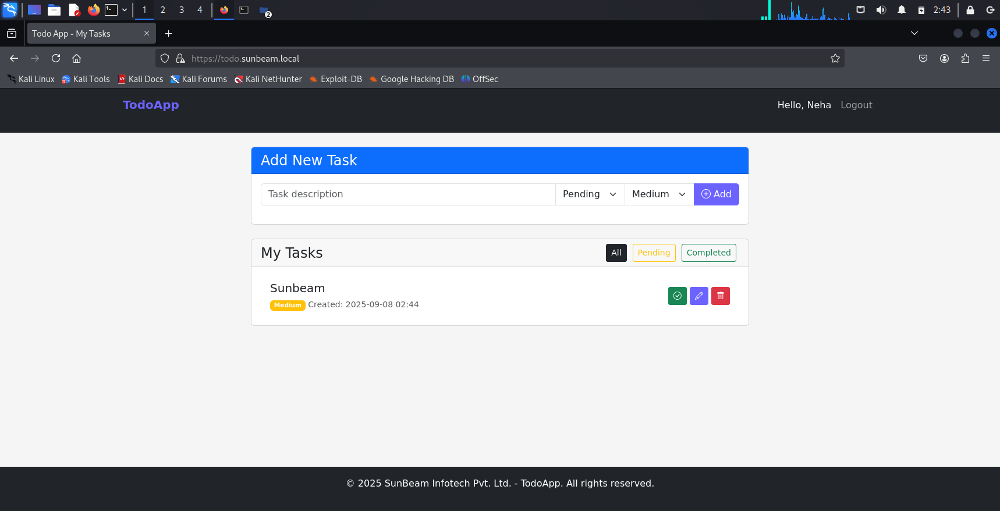 1 2 3 4 2 2:43
Todo App - My Tasks
https://todo.sunbeam.local
Kali Linux Kali Tools Kali Docs Kali Forums Kali NetHunter Exploit-DB Google Hacking DB OffSec
TodoApp Hello, Neha Logout
Add New Task
Task description Pending Medium Add
My Tasks All Pending Completed
Sunbeam
Medium Created: 2025-09-08 02:44
© 2025 SunBeam Infotech Pvt. Ltd. - TodoApp. All rights reserved.